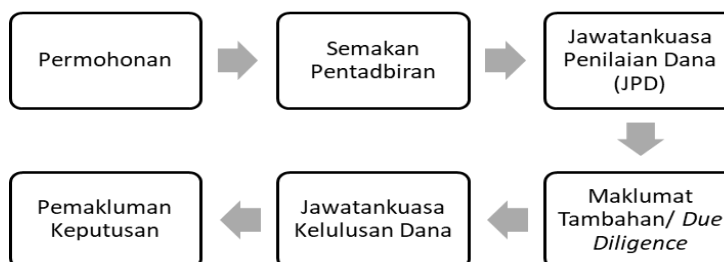 Permohonan
Semakan
Pentadbiran
Jawatankuasa
Penilaian Dana
(JPD)
Maklumat
Tambahan/ Due
Diligence
Jawatankuasa
Kelulusan Dana
Pemakluman
Keputusan